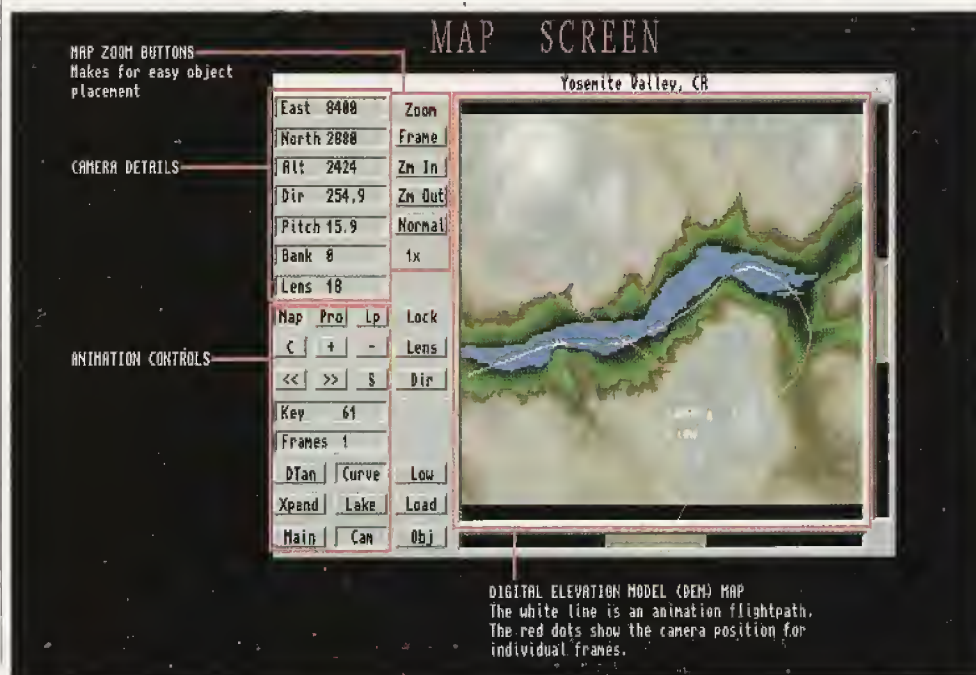 MAP SCREEN
MAP ZOOM BUTTONS
Makes for easy object
placement
CAMERA DETAILS
ANIMATION CONTROLS
Yosemite Valley, CA
East 8400
North 2880
Alt 2424
Dir 254.9
Pitch 15.9
Bank 0
Lens 18
Zoom
Frame
Zm In
Zm Out
Normal
1x
Map Pro Lp Lock
C + - Lens
<< >> S Dir
Key 61
Frames 1
DTan Curve Low
Xpand Lake Load
Main Cam Obj
DIGITAL ELEVATION MODEL (DEM) MAP
The white line is an animation flightpath.
The red dots show the camera position for
individual frames.